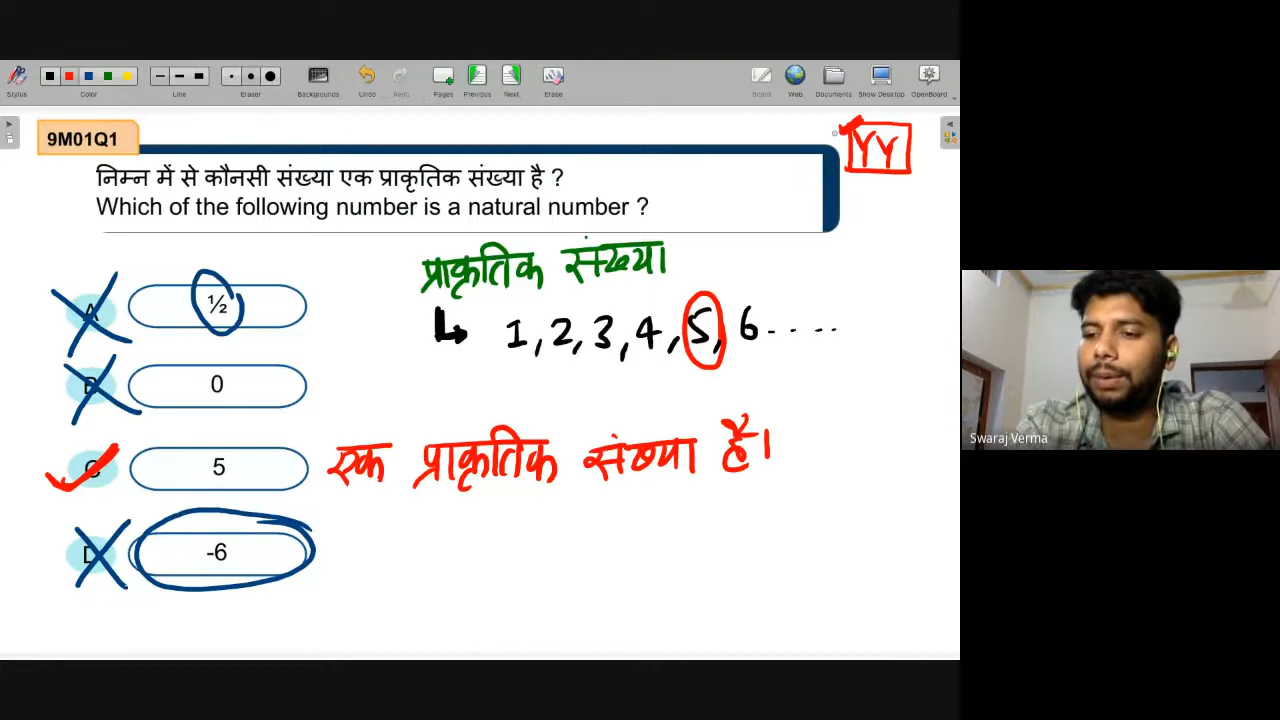 Stylus
Color
Line
Eraser
Backgrounds
Undo
Redo
Pages
Previous
Next
Erase
Board
Web
Documents
Show Desktop
OpenBoard
9M01Q1
YY
निम्न में से कौनसी संख्या एक प्राकृतिक संख्या है ?
Which of the following number is a natural number ?
प्राकृतिक संख्या
A ½
1, 2, 3, 4, 5, 6 .....
B 0
C 5 एक प्राकृतिक संख्या है।
Swaraj Verma
D -6